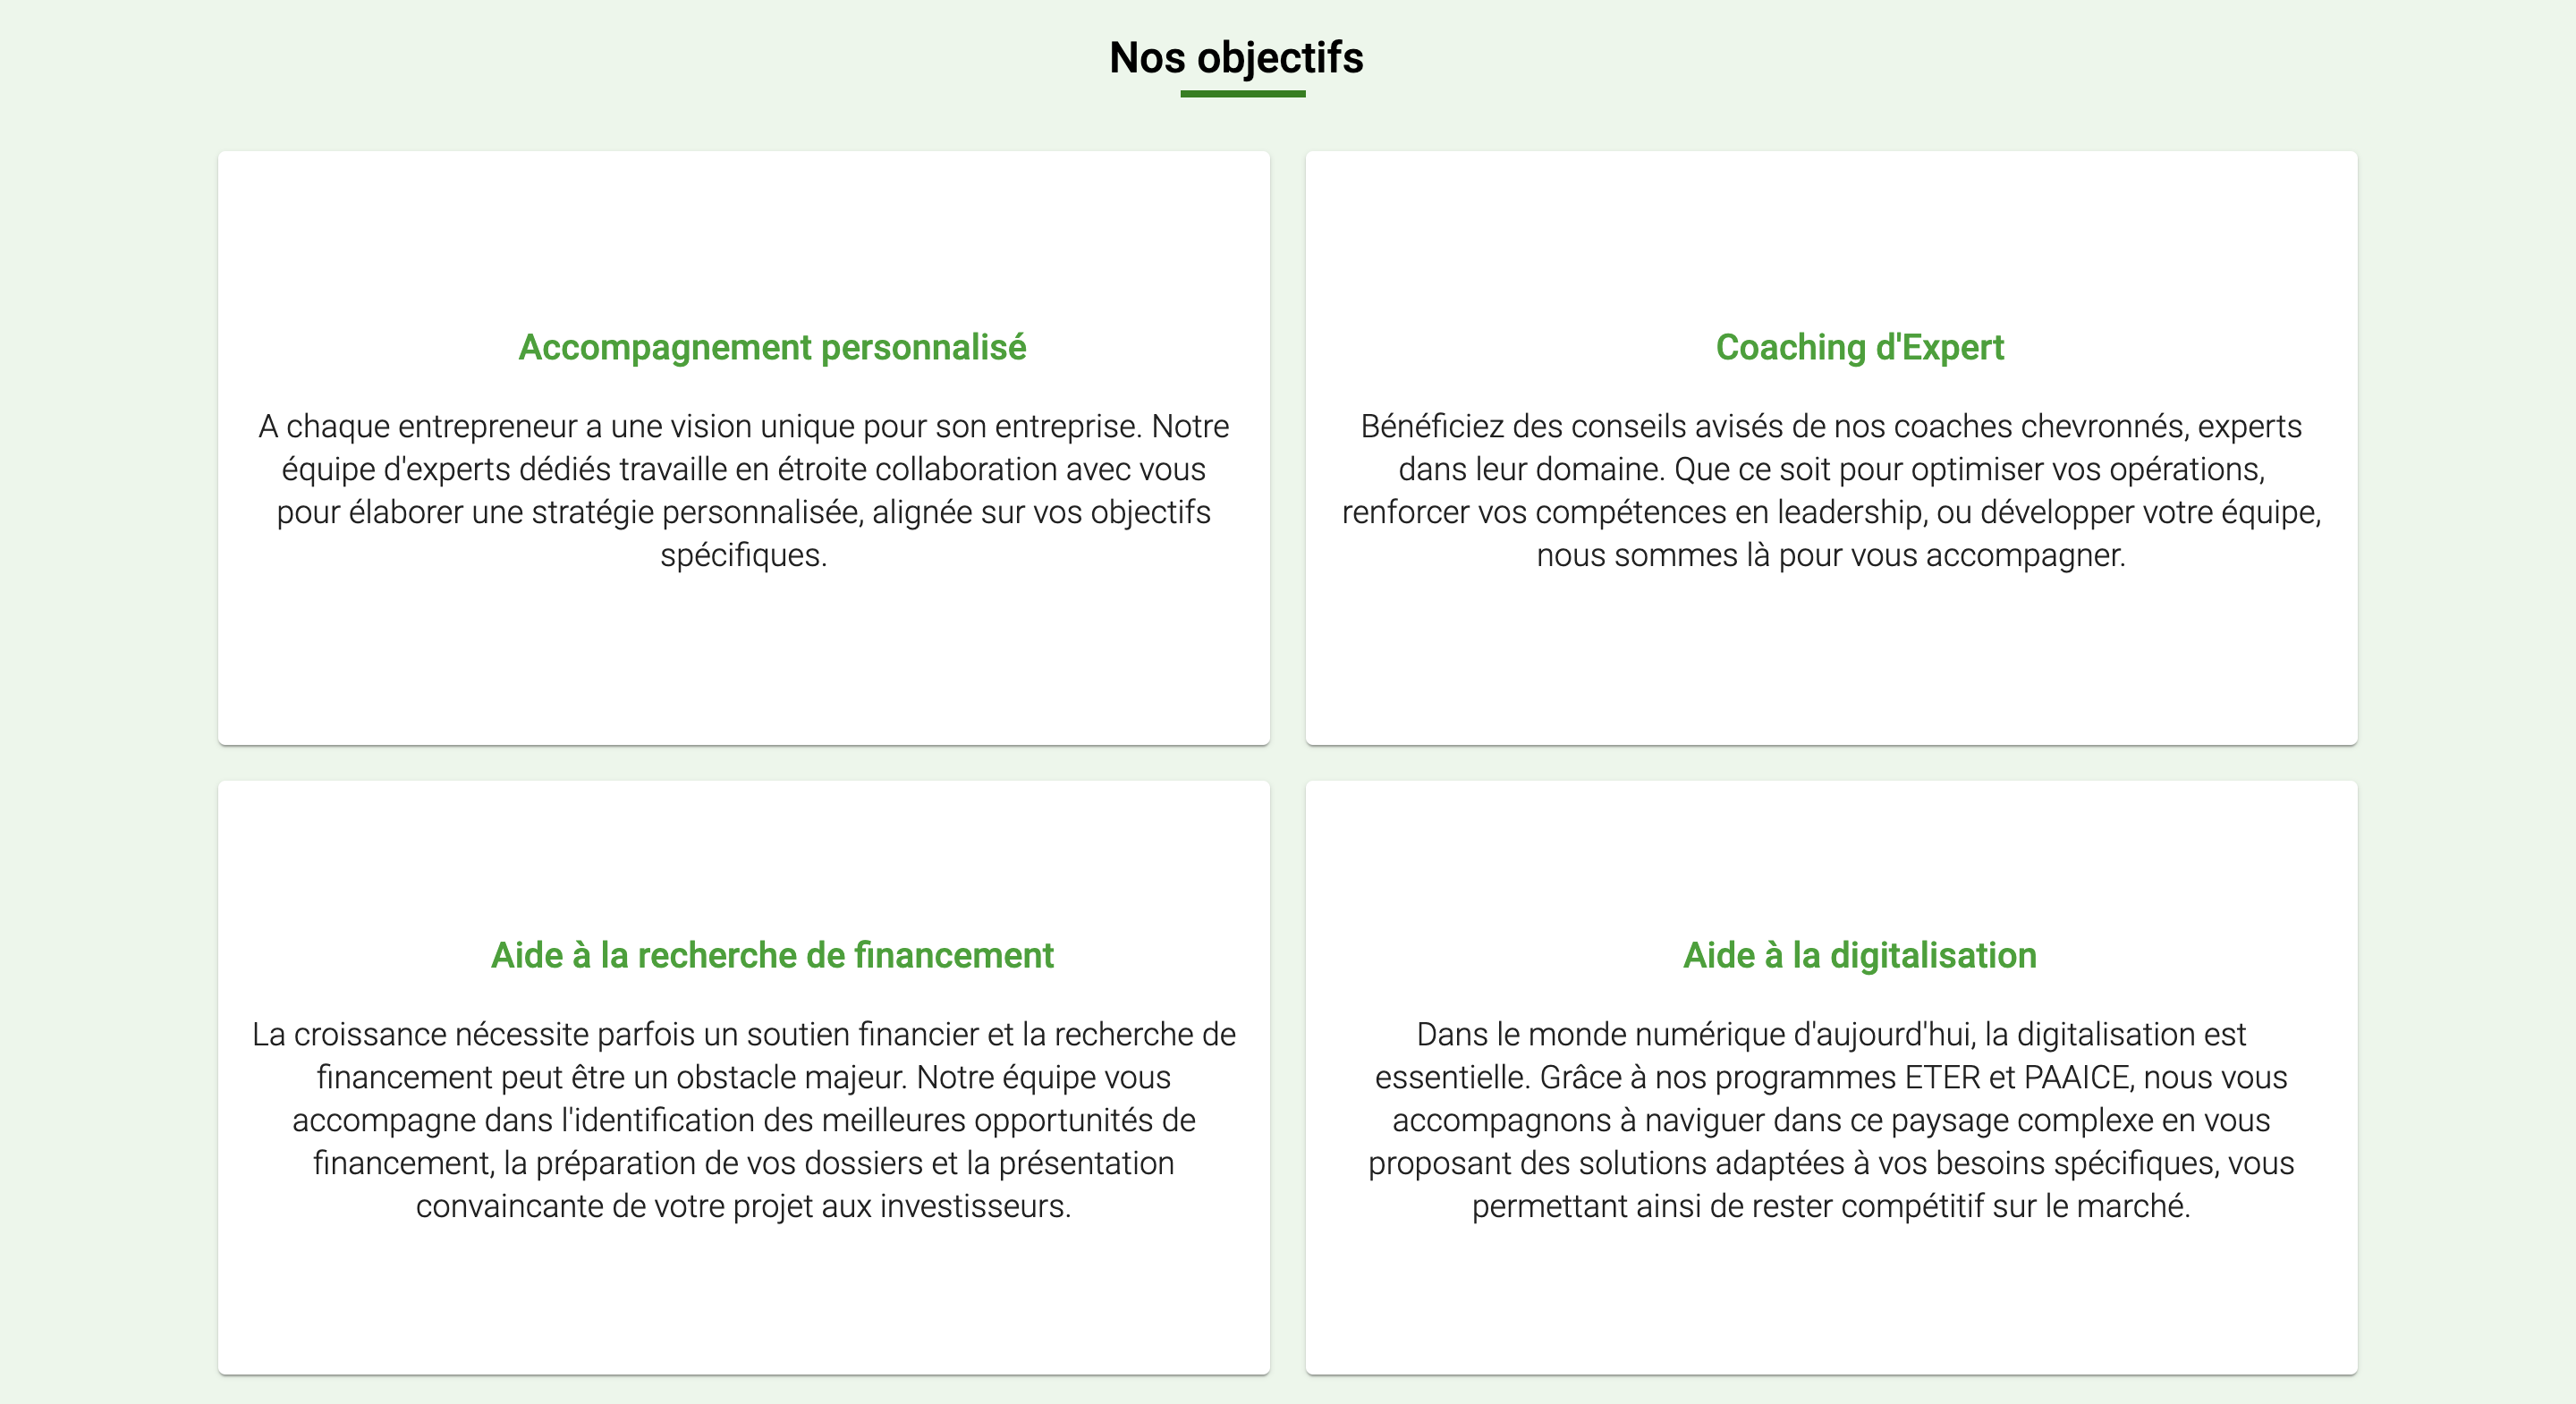 Nos objectifs
Accompagnement personnalisé
A chaque entrepreneur a une vision unique pour son entreprise. Notre
équipe d'experts dédiés travaille en étroite collaboration avec vous
pour élaborer une stratégie personnalisée, alignée sur vos objectifs
spécifiques.
Coaching d'Expert
Bénéficiez des conseils avisés de nos coaches chevronnés, experts
dans leur domaine. Que ce soit pour optimiser vos opérations,
renforcer vos compétences en leadership, ou développer votre équipe,
nous sommes là pour vous accompagner.
Aide à la recherche de financement
La croissance nécessite parfois un soutien financier et la recherche de
financement peut être un obstacle majeur. Notre équipe vous
accompagne dans l'identification des meilleures opportunités de
financement, la préparation de vos dossiers et la présentation
convaincante de votre projet aux investisseurs.
Aide à la digitalisation
Dans le monde numérique d'aujourd'hui, la digitalisation est
essentielle. Grâce à nos programmes ETER et PAAICE, nous vous
accompagnons à naviguer dans ce paysage complexe en vous
proposant des solutions adaptées à vos besoins spécifiques, vous
permettant ainsi de rester compétitif sur le marché.